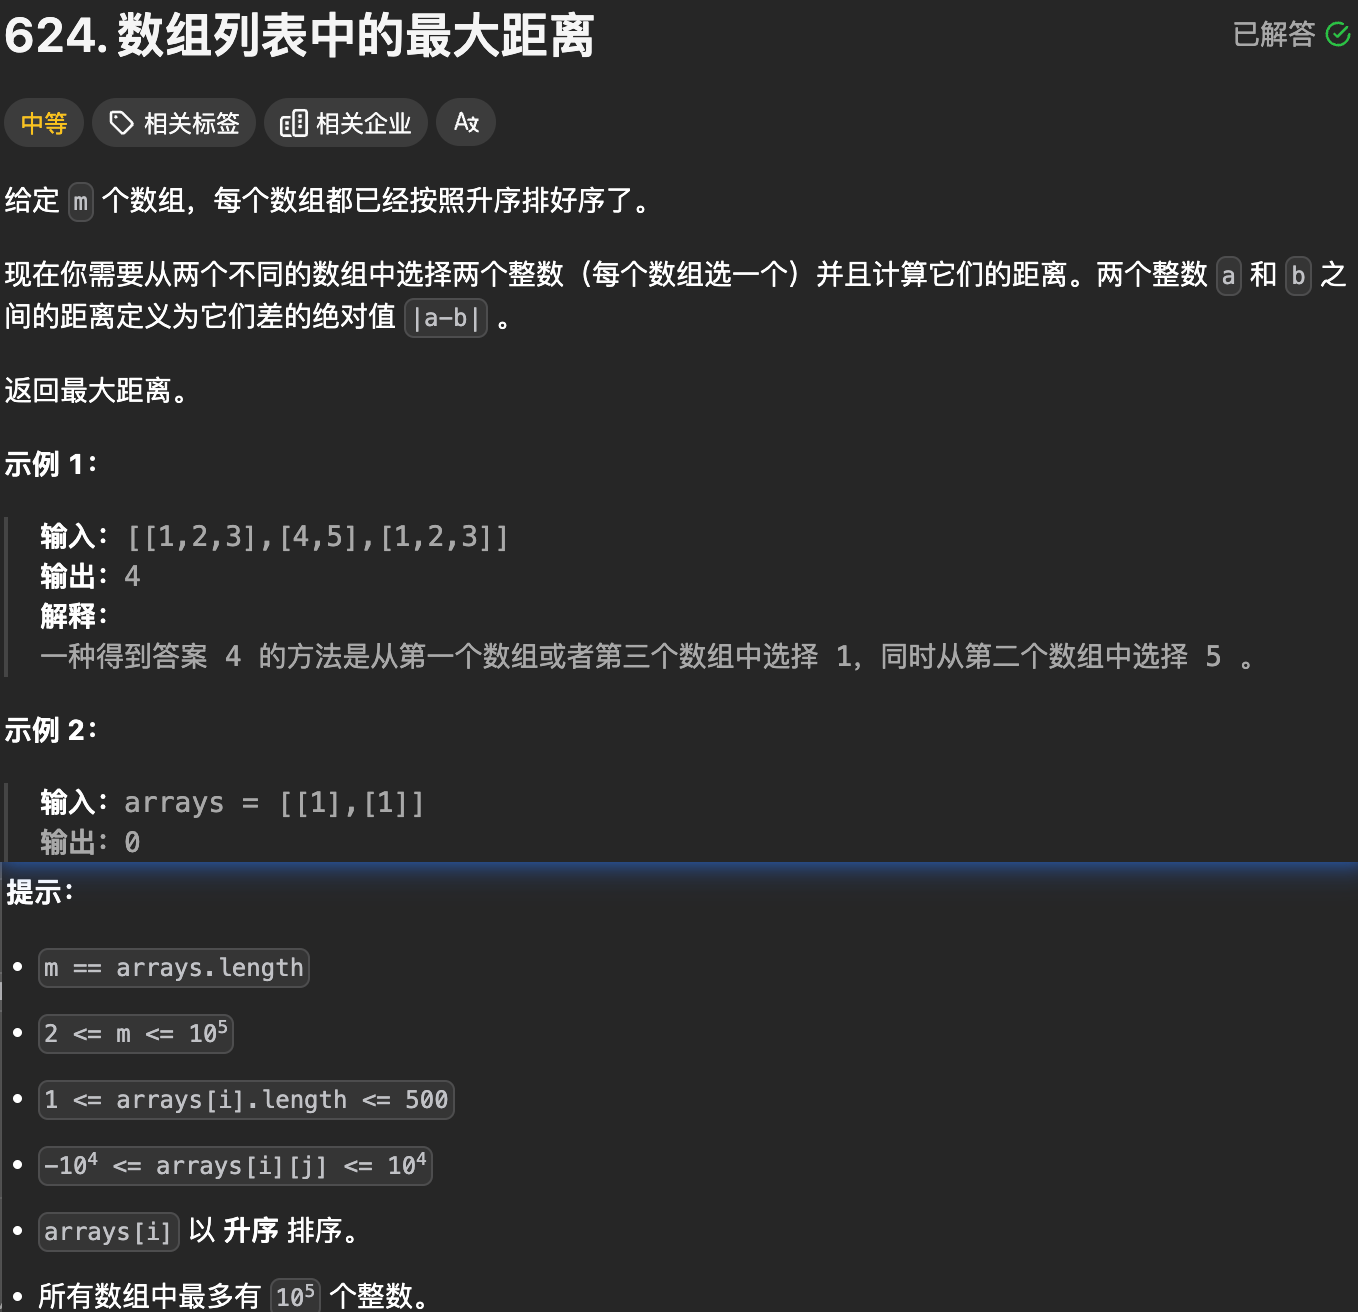 624. 数组列表中的最大距离
已解答
中等 相关标签 相关企业 A文
给定 m 个数组，每个数组都已经按照升序排好序了。
现在你需要从两个不同的数组中选择两个整数（每个数组选一个）并且计算它们的距离。两个整数 a 和 b 之
间的距离定义为它们差的绝对值 |a-b| 。
返回最大距离。
示例 1：
输入：[[1,2,3],[4,5],[1,2,3]]
输出：4
解释：
一种得到答案 4 的方法是从第一个数组或者第三个数组中选择 1，同时从第二个数组中选择 5 。
示例 2：
输入：arrays = [[1],[1]]
输出：0
提示：
• m == arrays.length
• 2 <= m <= 10⁵
• 1 <= arrays[i].length <= 500
• -10⁴ <= arrays[i][j] <= 10⁴
• arrays[i] 以 升序 排序。
• 所有数组中最多有 10⁵ 个整数。